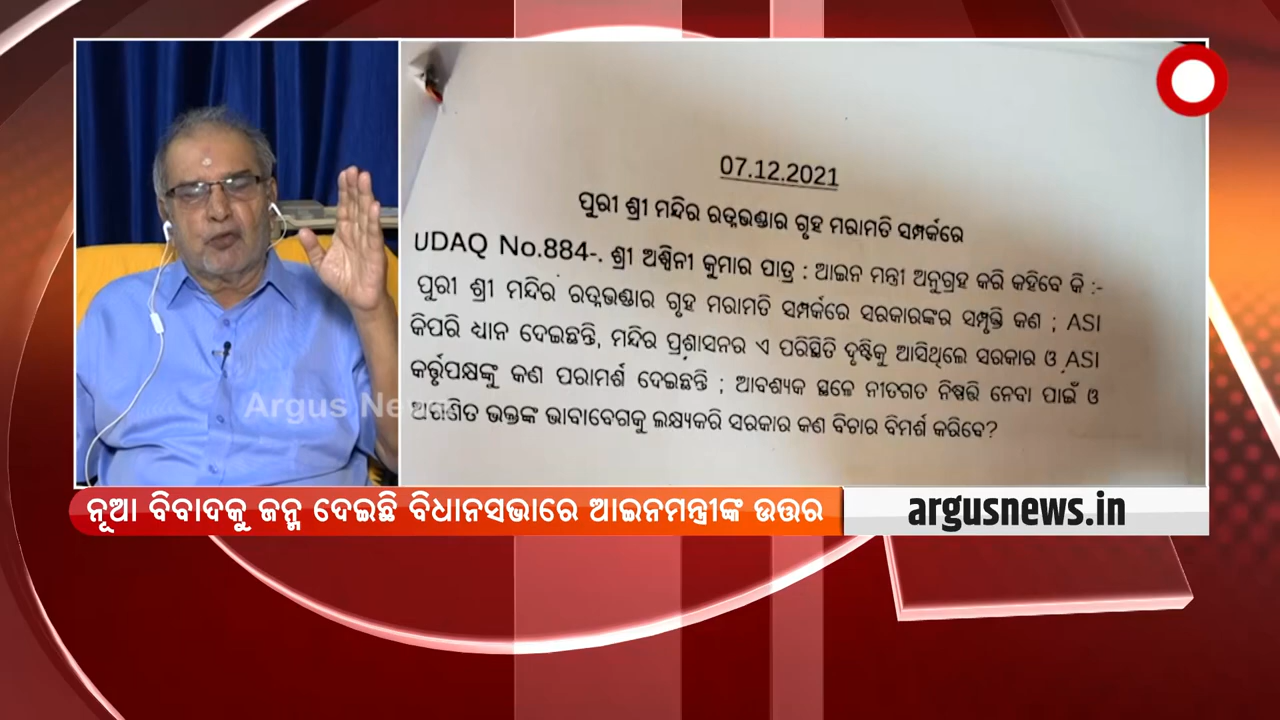 07.12.2021
ପୁରୀ ଶ୍ରୀ ମନ୍ଦିର ରତ୍ନଭଣ୍ଡାର ଗୃହ ମରାମତି ସମ୍ପର୍କରେ
UDAQ No.884-. ଶ୍ରୀ ଅଶ୍ୱିନୀ କୁମାର ପାତ୍ର : ଆଇନ ମନ୍ତ୍ରୀ ଅନୁଗ୍ରହ କରି କହିବେ କି :-
ପୁରୀ ଶ୍ରୀ ମନ୍ଦିର ରତ୍ନଭଣ୍ଡାର ଗୃହ ମରାମତି ସମ୍ପର୍କରେ ସରକାରଙ୍କର ସମ୍ପୃକ୍ତି କଣ ; ASI
କିପରି ଧ୍ୟାନ ଦେଇଛନ୍ତି, ମନ୍ଦିର ପ୍ରଶାସନର ଏ ପରିସ୍ଥିତି ଦୃଷ୍ଟିକୁ ଆସିଥିଲେ ସରକାର ଓ ASI
କର୍ତ୍ତୃପକ୍ଷଙ୍କୁ କଣ ପରାମର୍ଶ ଦେଇଛନ୍ତି ; ଆବଶ୍ୟକ ସ୍ଥଳେ ନୀତଗତ ନିଷ୍ପତ୍ତି ନେବା ପାଇଁ ଓ
ଅଗଣିତ ଭକ୍ତଙ୍କ ଭାବାବେଗକୁ ଲକ୍ଷ୍ୟକରି ସରକାର କଣ ବିଚାର ବିମର୍ଶ କରିବେ?
Argus News
ନୂଆ ବିବାଦକୁ ଜନ୍ମ ଦେଇଛି ବିଧାନସଭାରେ ଆଇନମନ୍ତ୍ରୀଙ୍କ ଉତ୍ତର
argusnews.in